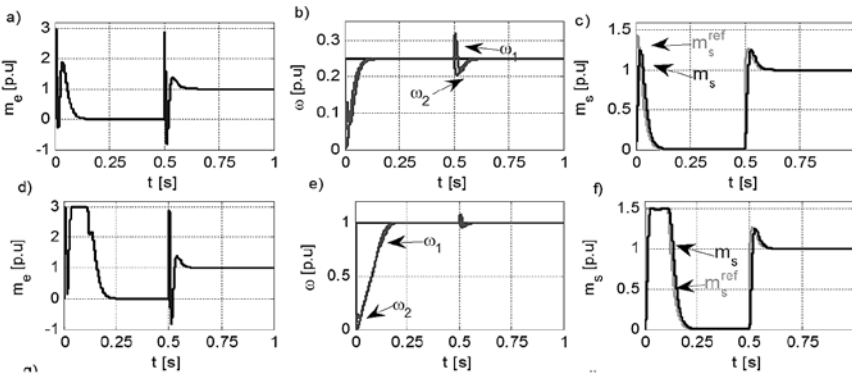 a)
3
2
1
0
-1
m_e [p.u]
0
0.25
0.5
0.75
1
t [s]
b)
0.3
0.2
0.1
0
ω [p.u]
ω_1
ω_2
0
0.25
0.5
0.75
1
t [s]
c)
1.5
1
0.5
0
m_s [p.u]
m_s^ref
m_s
0
0.25
0.5
0.75
1
t [s]
d)
3
2
1
0
-1
m_e [p.u]
0
0.25
0.5
0.75
1
t [s]
e)
1
0.5
0
ω [p.u]
ω_1
ω_2
0
0.25
0.5
0.75
1
t [s]
f)
1.5
1
0.5
0
m_s [p.u]
m_s
m_s^ref
0
0.25
0.5
0.75
1
t [s]